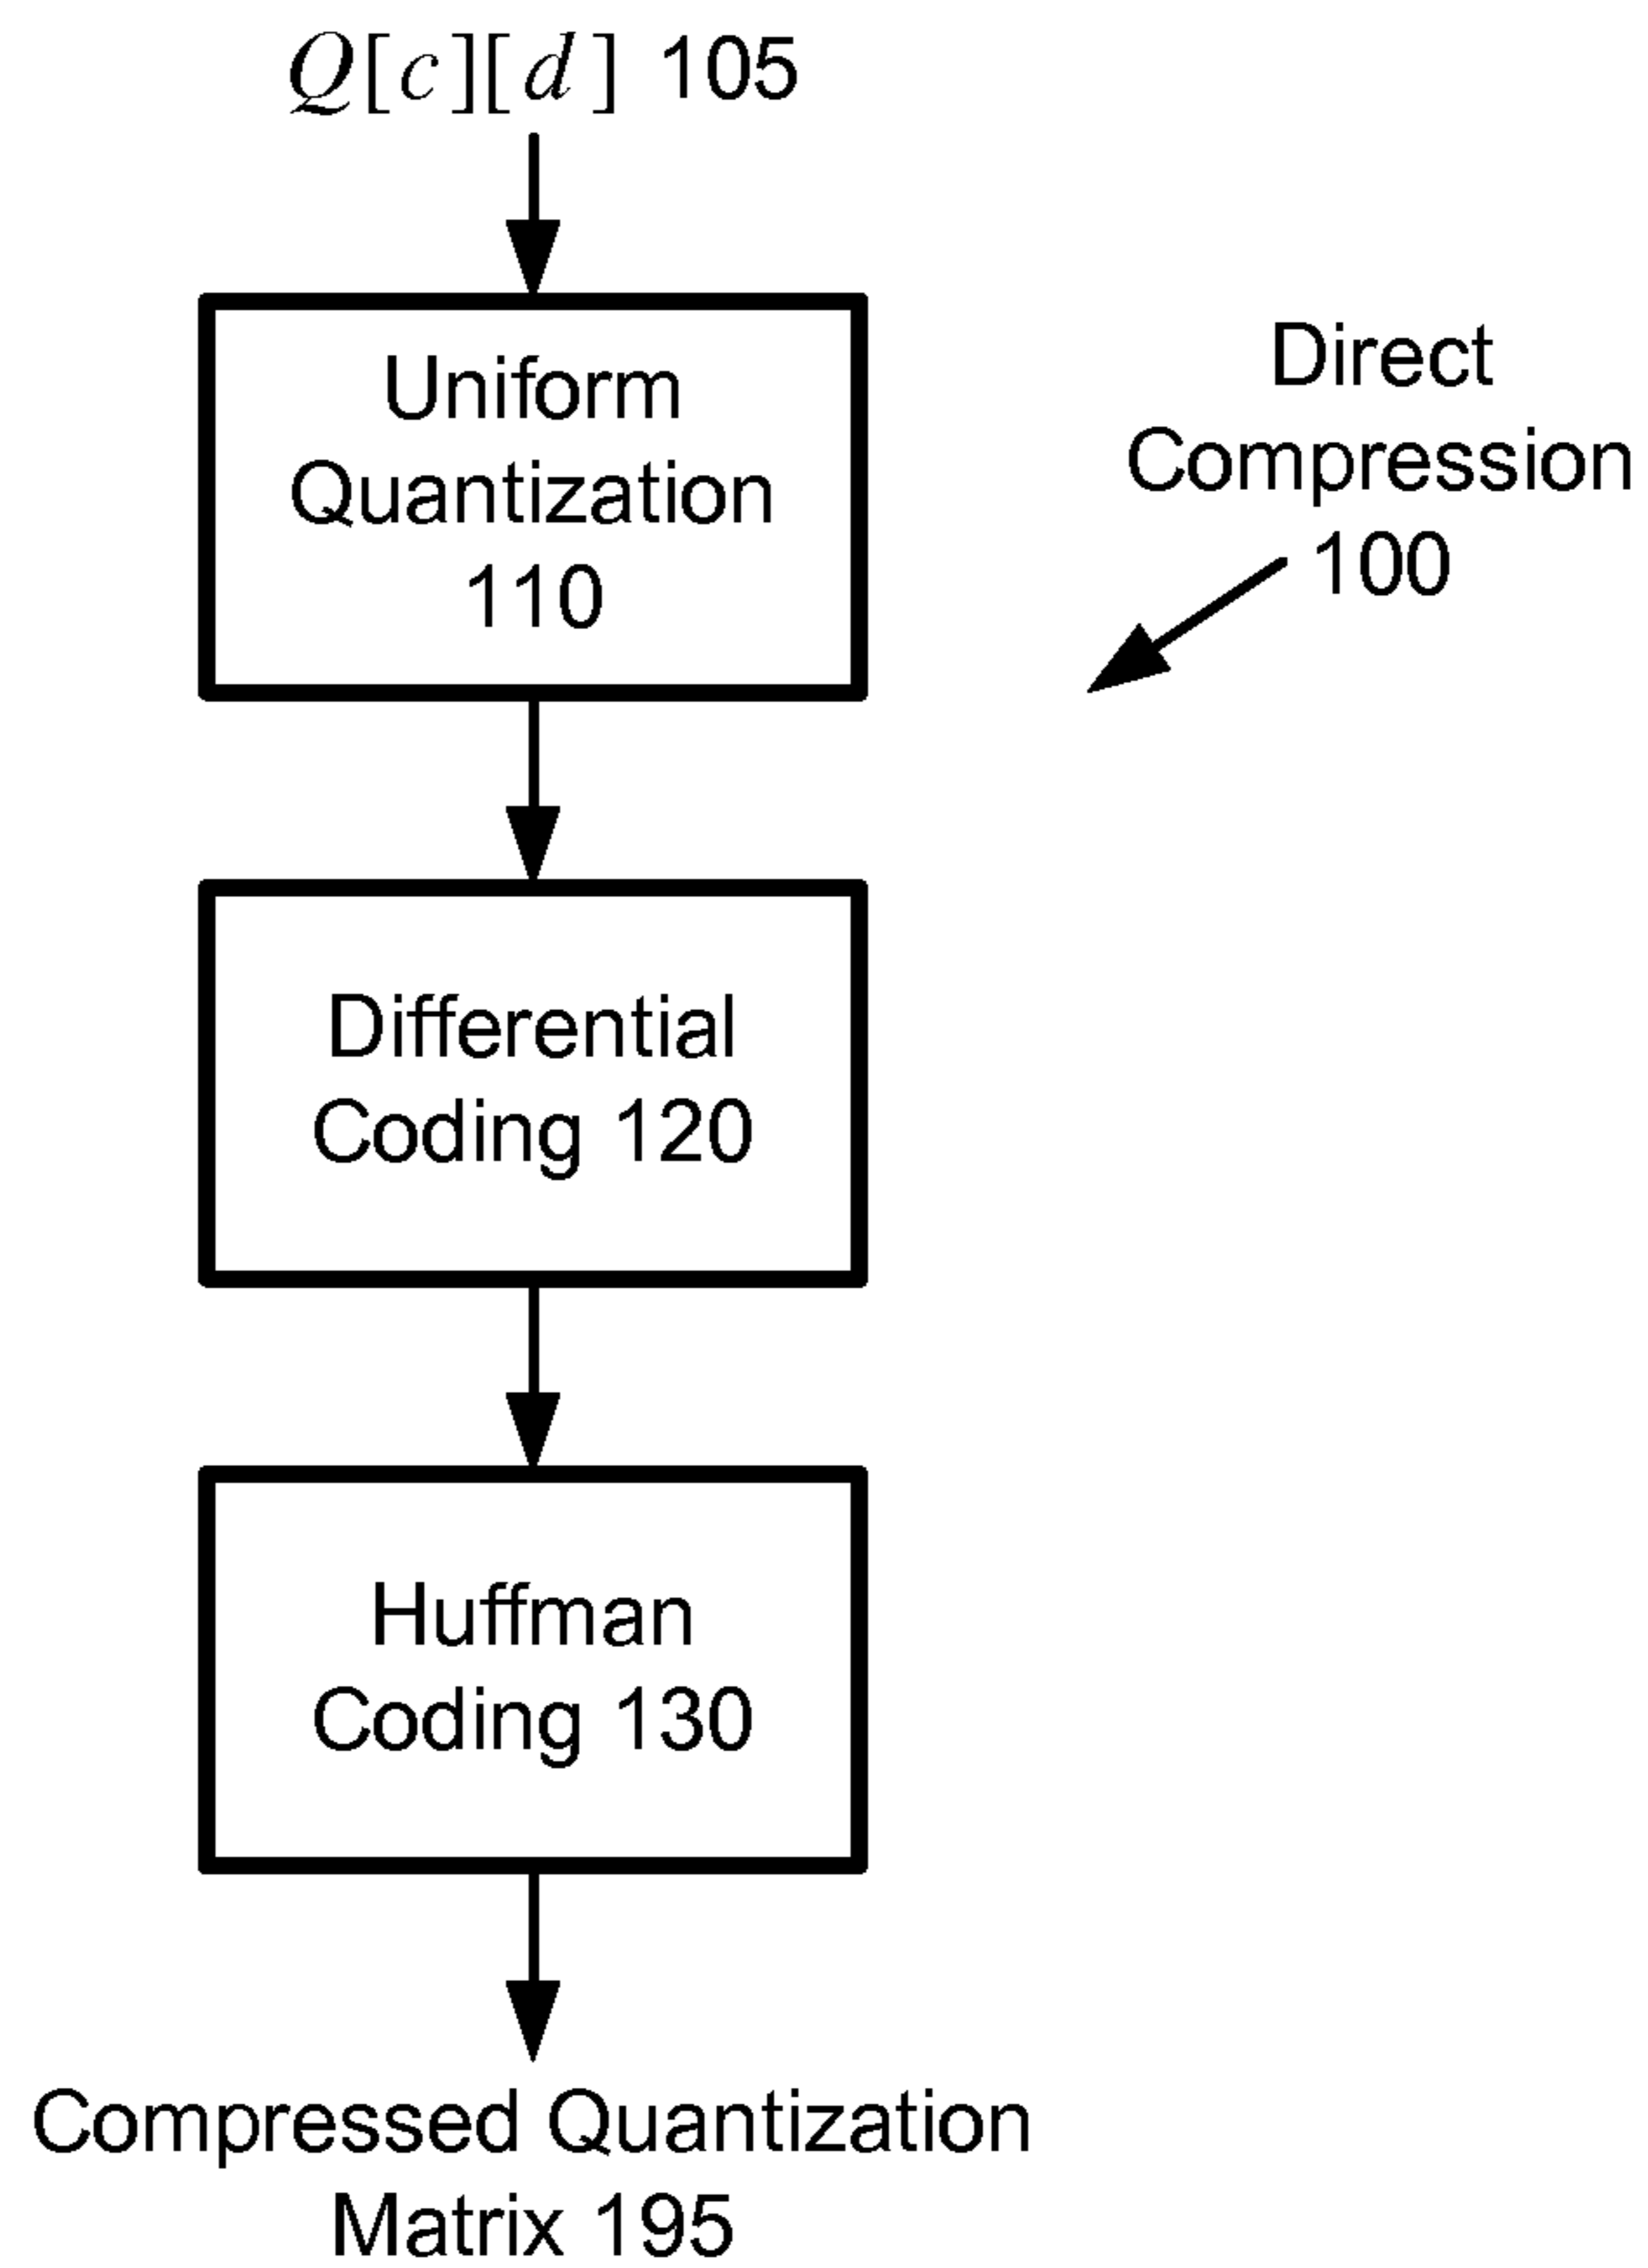 Q[c][d] 105
Uniform
Quantization
110
Direct
Compression
100
Differential
Coding 120
Huffman
Coding 130
Compressed Quantization
Matrix 195